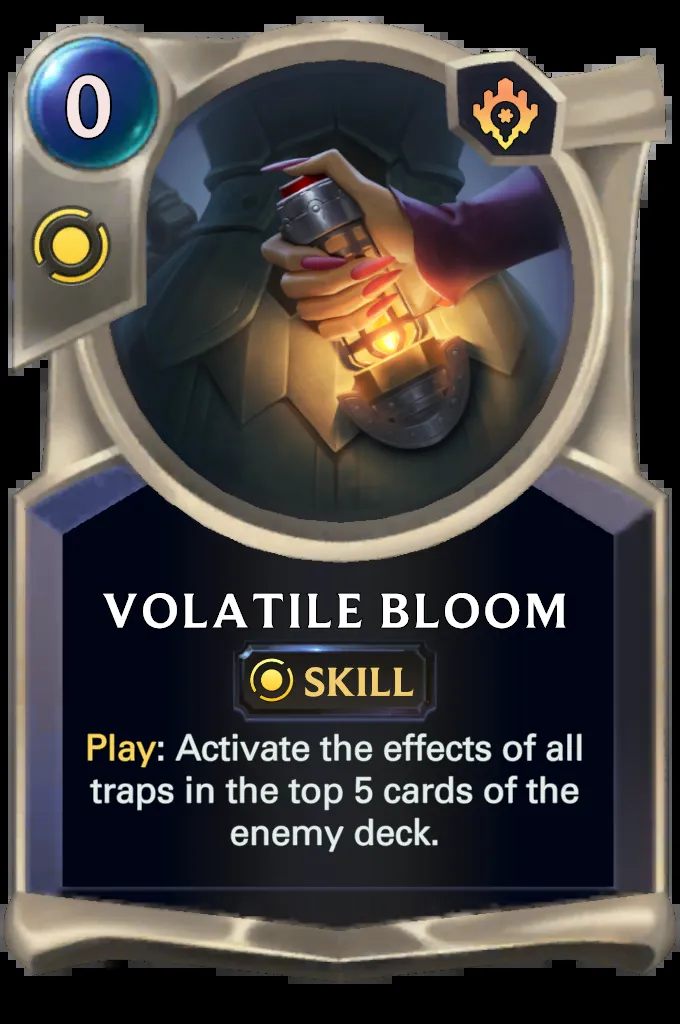 0
VOLATILE BLOOM
SKILL
Play: Activate the effects of all
traps in the top 5 cards of the
enemy deck.